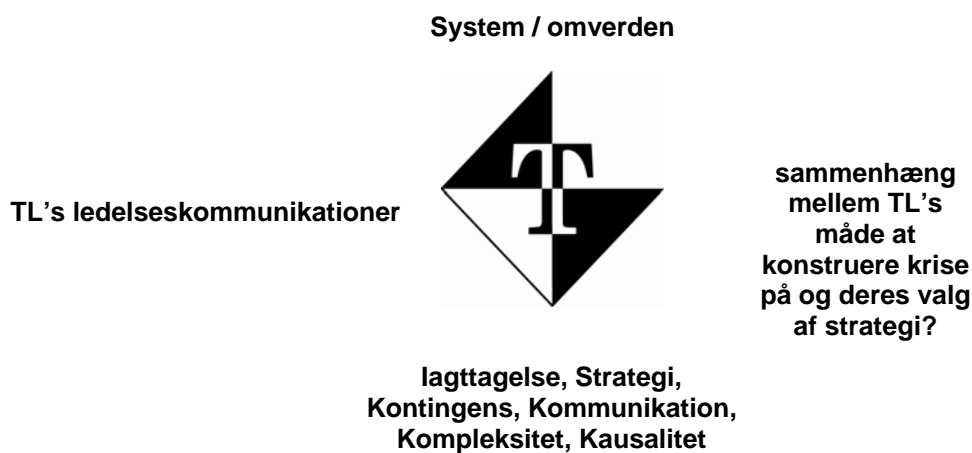 System / omverden
T
TL’s ledelseskommunikationer
sammenhæng
mellem TL’s
måde at
konstruere krise
på og deres valg
af strategi?
Iagttagelse, Strategi,
Kontingens, Kommunikation,
Kompleksitet, Kausalitet